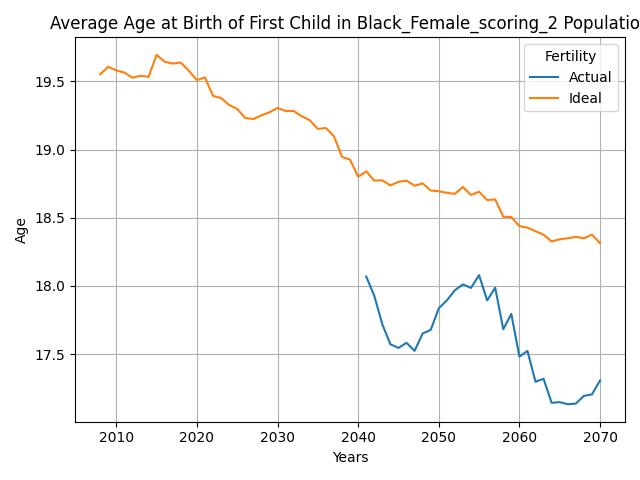 Average Age at Birth of First Child in Black_Female_scoring_2 Populatio
Fertility
Actual
Ideal
19.5
19.0
18.5
18.0
17.5
Age
2010 2020 2030 2040 2050 2060 2070
Years